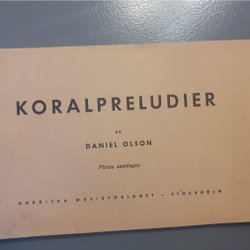 KORALPRELUDIER
AV
DANIEL OLSON
Första samlingen
NORDISKA MUSIKFÖRLAGET - STOCKHOLM